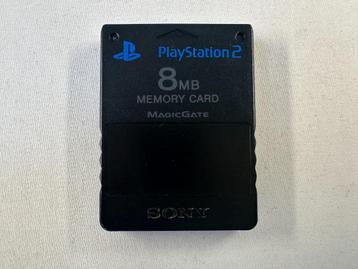 PlayStation 2
8MB
MEMORY CARD
MAGICGATE
SONY